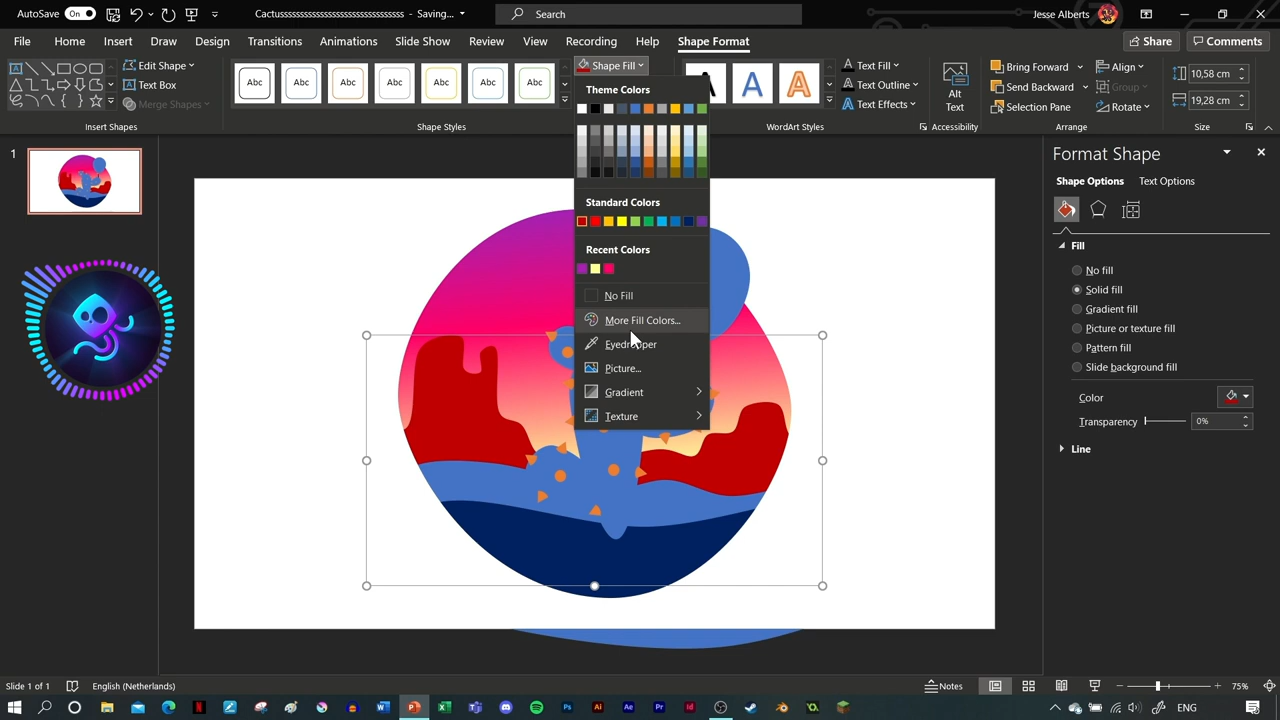 AutoSave On Cactusssssssssssssssssssssssssssssss - Saving... Search Jesse Alberts
File Home Insert Draw Design Transitions Animations Slide Show Review View Recording Help Shape Format Share Comments
Edit Shape
Text Box
Merge Shapes
Insert Shapes
Abc Abc Abc Abc Abc Abc Abc
Shape Styles
Shape Fill
A A A
WordArt Styles
Text Fill
Text Outline
Text Effects
Alt
Text
Accessibility
Bring Forward
Send Backward
Selection Pane
Align
Group
Rotate
Arrange
10,58 cm
19,28 cm
Size
Theme Colors
Standard Colors
Recent Colors
No Fill
More Fill Colors...
Eyedropper
Picture...
Gradient
Texture
1
Format Shape
Shape Options Text Options
Fill
No fill
Solid fill
Gradient fill
Picture or texture fill
Pattern fill
Slide background fill
Color
Transparency 0%
Line
Slide 1 of 1 English (Netherlands) Notes 75%
ENG